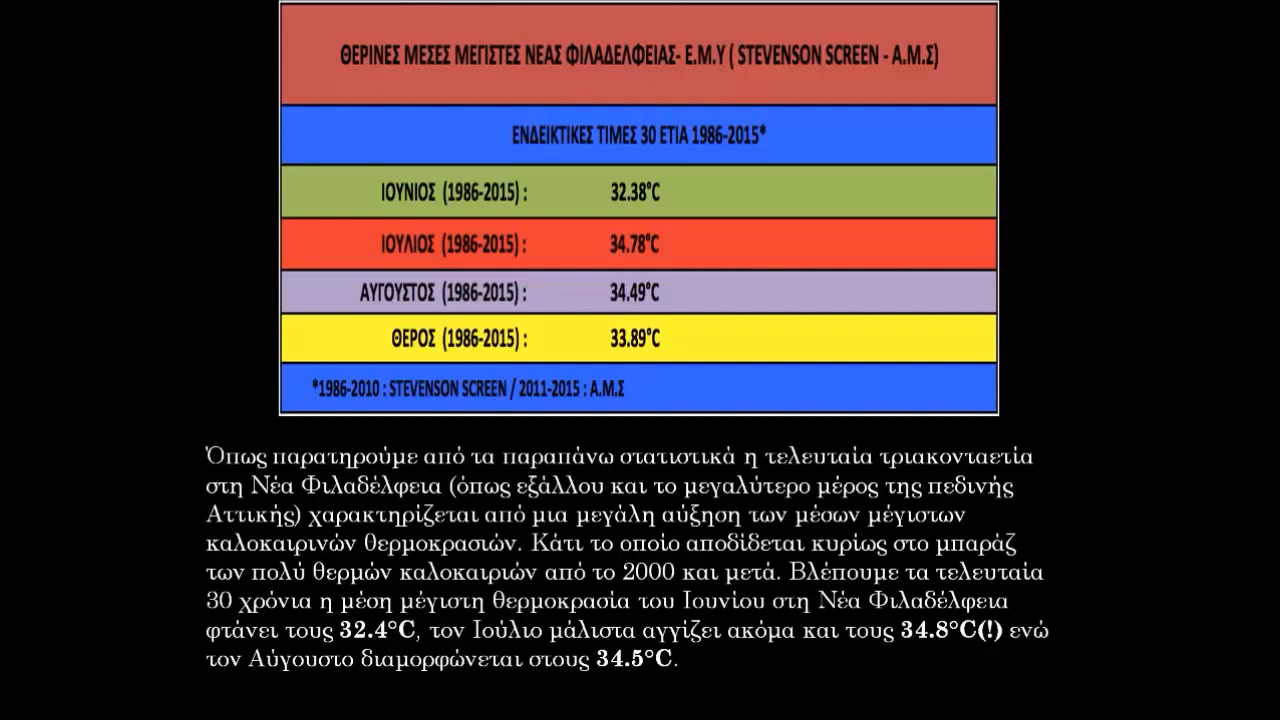 ΘΕΡΙΝΕΣ ΜΕΣΕΣ ΜΕΓΙΣΤΕΣ ΝΕΑΣ ΦΙΛΑΔΕΛΦΕΙΑΣ- Ε.Μ.Υ ( STEVENSON SCREEN - Α.Μ.Σ)
ΕΝΔΕΙΚΤΙΚΕΣ ΤΙΜΕΣ 30 ΕΤΙΑ 1986-2015*
ΙΟΥΝΙΟΣ (1986-2015) : 32.38°C
ΙΟΥΛΙΟΣ (1986-2015) : 34.78°C
ΑΥΓΟΥΣΤΟΣ (1986-2015) : 34.49°C
ΘΕΡΟΣ (1986-2015) : 33.89°C
*1986-2010 : STEVENSON SCREEN / 2011-2015 : Α.Μ.Σ
Όπως παρατηρούμε από τα παραπάνω στατιστικά η τελευταία τριακονταετία
στη Νέα Φιλαδέλφεια (όπως εξάλλου και το μεγαλύτερο μέρος της πεδινής
Αττικής) χαρακτηρίζεται από μια μεγάλη αύξηση των μέσων μέγιστων
καλοκαιρινών θερμοκρασιών. Κάτι το οποίο αποδίδεται κυρίως στο μπαράζ
των πολύ θερμών καλοκαιριών από το 2000 και μετά. Βλέπουμε τα τελευταία
30 χρόνια η μέση μέγιστη θερμοκρασία του Ιουνίου στη Νέα Φιλαδέλφεια
φτάνει τους 32.4°C, τον Ιούλιο μάλιστα αγγίζει ακόμα και τους 34.8°C(!) ενώ
τον Αύγουστο διαμορφώνεται στους 34.5°C.